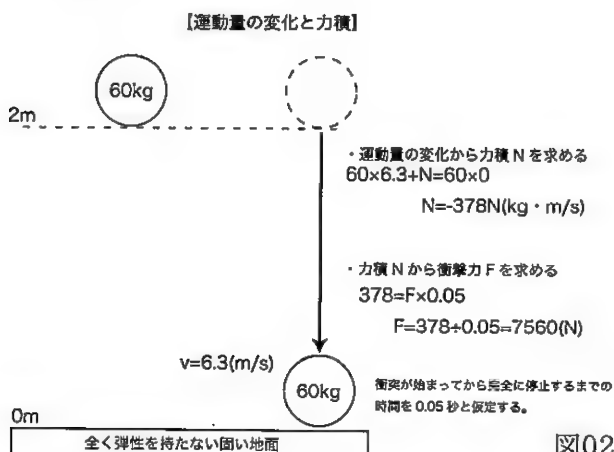 【運動量の変化と力積】
60kg
2m
・運動量の変化から力積 N を求める
60×6.3+N=60×0
N=-378N(kg・m/s)
・力積 N から衝撃力 F を求める
378=F×0.05
F=378÷0.05=7560(N)
v=6.3(m/s)
60kg
衝突が始まってから完全に停止するまでの
時間を 0.05 秒と仮定する。
0m
全く弾性を持たない固い地面
図02